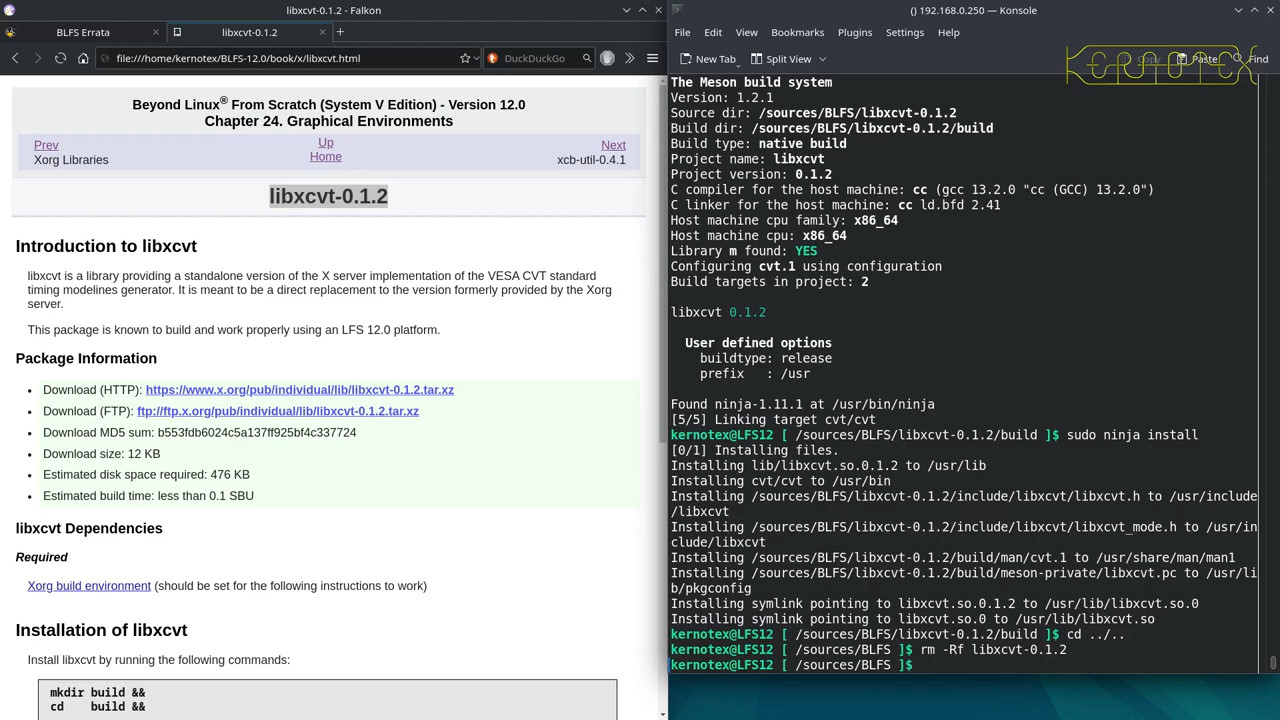 libxcvt-0.1.2 - Falkon
BLFS Errata
libxcvt-0.1.2
file:///home/kernotex/BLFS-12.0/book/x/libxcvt.html
DuckDuckGo
Beyond Linux® From Scratch (System V Edition) - Version 12.0
Chapter 24. Graphical Environments
Prev
Up
Next
Xorg Libraries
Home
xcb-util-0.4.1
libxcvt-0.1.2
Introduction to libxcvt
libxcvt is a library providing a standalone version of the X server implementation of the VESA CVT standard
timing modelines generator. It is meant to be a direct replacement to the version formerly provided by the Xorg
server.
This package is known to build and work properly using an LFS 12.0 platform.
Package Information
• Download (HTTP): https://www.x.org/pub/individual/lib/libxcvt-0.1.2.tar.xz
• Download (FTP): ftp://ftp.x.org/pub/individual/lib/libxcvt-0.1.2.tar.xz
• Download MD5 sum: b553fdb6024c5a137ff925bf4c337724
• Download size: 12 KB
• Estimated disk space required: 476 KB
• Estimated build time: less than 0.1 SBU
libxcvt Dependencies
Required
Xorg build environment (should be set for the following instructions to work)
Installation of libxcvt
Install libxcvt by running the following commands:
mkdir build &&
cd    build &&
() 192.168.0.250 — Konsole
File Edit View Bookmarks Plugins Settings Help
New Tab Split View Copy Paste Find
KERNOTEX
The Meson build system
Version: 1.2.1
Source dir: /sources/BLFS/libxcvt-0.1.2
Build dir: /sources/BLFS/libxcvt-0.1.2/build
Build type: native build
Project name: libxcvt
Project version: 0.1.2
C compiler for the host machine: cc (gcc 13.2.0 "cc (GCC) 13.2.0")
C linker for the host machine: cc ld.bfd 2.41
Host machine cpu family: x86_64
Host machine cpu: x86_64
Library m found: YES
Configuring cvt.1 using configuration
Build targets in project: 2
libxcvt 0.1.2
User defined options
buildtype: release
prefix   : /usr
Found ninja-1.11.1 at /usr/bin/ninja
[5/5] Linking target cvt/cvt
kernotex@LFS12 [ /sources/BLFS/libxcvt-0.1.2/build ]$ sudo ninja install
[0/1] Installing files.
Installing lib/libxcvt.so.0.1.2 to /usr/lib
Installing cvt/cvt to /usr/bin
Installing /sources/BLFS/libxcvt-0.1.2/include/libxcvt/libxcvt.h to /usr/include
/libxcvt
Installing /sources/BLFS/libxcvt-0.1.2/include/libxcvt/libxcvt_mode.h to /usr/in
clude/libxcvt
Installing /sources/BLFS/libxcvt-0.1.2/build/man/cvt.1 to /usr/share/man/man1
Installing /sources/BLFS/libxcvt-0.1.2/build/meson-private/libxcvt.pc to /usr/li
b/pkgconfig
Installing symlink pointing to libxcvt.so.0.1.2 to /usr/lib/libxcvt.so.0
Installing symlink pointing to libxcvt.so.0 to /usr/lib/libxcvt.so
kernotex@LFS12 [ /sources/BLFS/libxcvt-0.1.2/build ]$ cd ../..
kernotex@LFS12 [ /sources/BLFS ]$ rm -Rf libxcvt-0.1.2
kernotex@LFS12 [ /sources/BLFS ]$